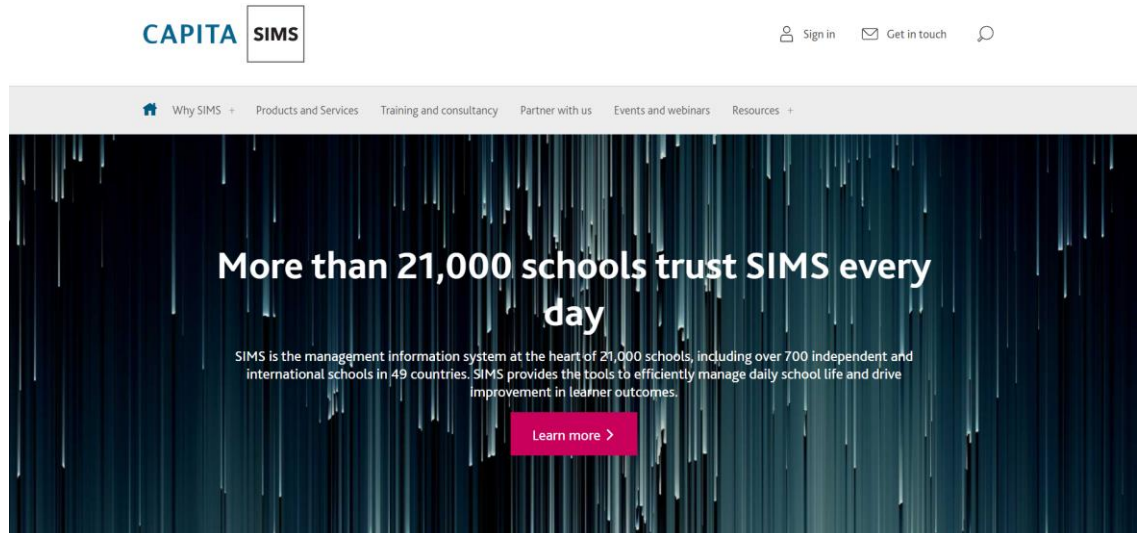 CAPITA SIMS
Sign in Get in touch
Why SIMS + Products and Services Training and consultancy Partner with us Events and webinars Resources +
More than 21,000 schools trust SIMS every
day
SIMS is the management information system at the heart of 21,000 schools, including over 700 independent and
international schools in 49 countries. SIMS provides the tools to efficiently manage daily school life and drive
improvement in learner outcomes.
Learn more >